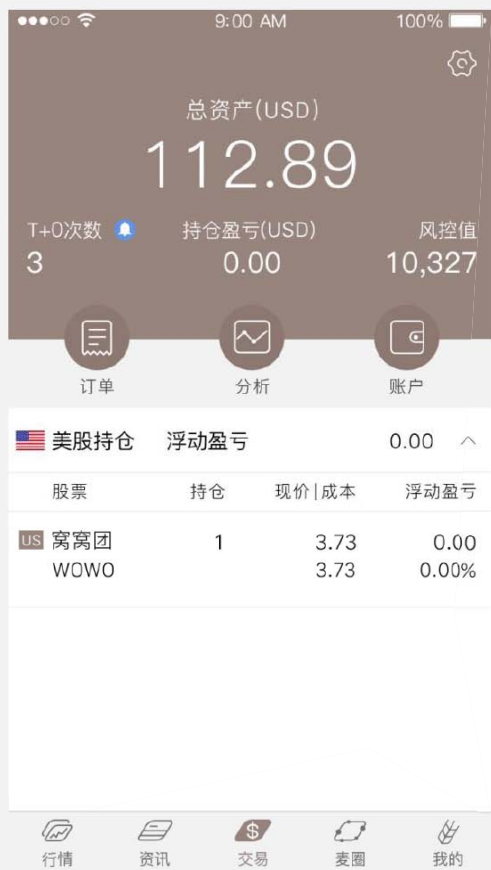 9:00 AM 100%
总资产(USD)
112.89
T+0次数 持仓盈亏(USD) 风控值
3 0.00 10,327
订单 分析 账户
美股持仓 浮动盈亏 0.00
股票 持仓 现价|成本 浮动盈亏
US 窝窝团 1 3.73 0.00
WOWO 3.73 0.00%
$
行情 资讯 交易 麦圈 我的